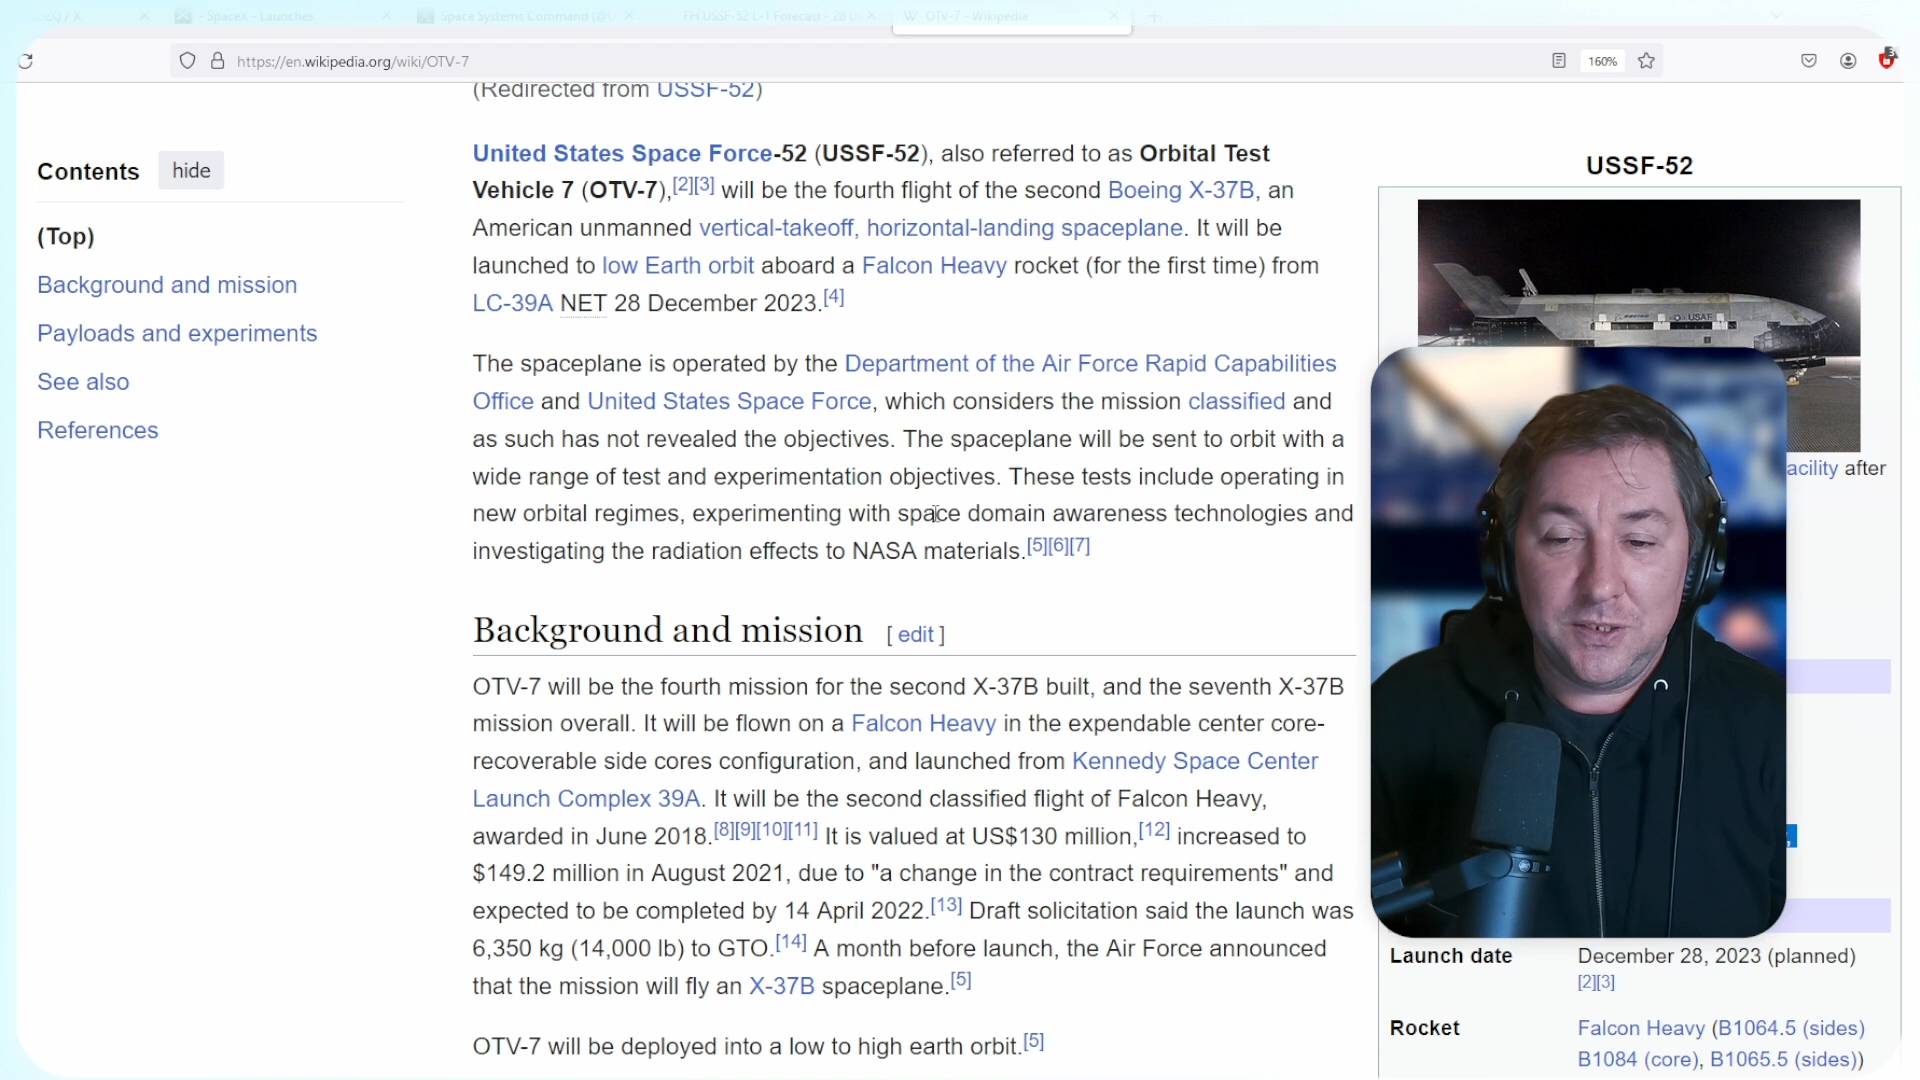 - SpaceX - Launches
Space Systems Command (@
FH USSF-52 L-1 Forecast - 28 D
OTV-7 - Wikipedia
https://en.wikipedia.org/wiki/OTV-7
160%
(Redirected from USSF-52)
Contents
hide
(Top)
Background and mission
Payloads and experiments
See also
References
United States Space Force-52 (USSF-52), also referred to as Orbital Test
Vehicle 7 (OTV-7),[2][3] will be the fourth flight of the second Boeing X-37B, an
American unmanned vertical-takeoff, horizontal-landing spaceplane. It will be
launched to low Earth orbit aboard a Falcon Heavy rocket (for the first time) from
LC-39A NET 28 December 2023.[4]
The spaceplane is operated by the Department of the Air Force Rapid Capabilities
Office and United States Space Force, which considers the mission classified and
as such has not revealed the objectives. The spaceplane will be sent to orbit with a
wide range of test and experimentation objectives. These tests include operating in
new orbital regimes, experimenting with space domain awareness technologies and
investigating the radiation effects to NASA materials.[5][6][7]
Background and mission [ edit ]
OTV-7 will be the fourth mission for the second X-37B built, and the seventh X-37B
mission overall. It will be flown on a Falcon Heavy in the expendable center core-
recoverable side cores configuration, and launched from Kennedy Space Center
Launch Complex 39A. It will be the second classified flight of Falcon Heavy,
awarded in June 2018.[8][9][10][11] It is valued at US$130 million,[12] increased to
$149.2 million in August 2021, due to "a change in the contract requirements" and
expected to be completed by 14 April 2022.[13] Draft solicitation said the launch was
6,350 kg (14,000 lb) to GTO.[14] A month before launch, the Air Force announced
that the mission will fly an X-37B spaceplane.[5]
OTV-7 will be deployed into a low to high earth orbit.[5]
USSF-52
USAF
acility after
Launch date December 28, 2023 (planned)
[2][3]
Rocket Falcon Heavy (B1064.5 (sides)
B1084 (core), B1065.5 (sides))